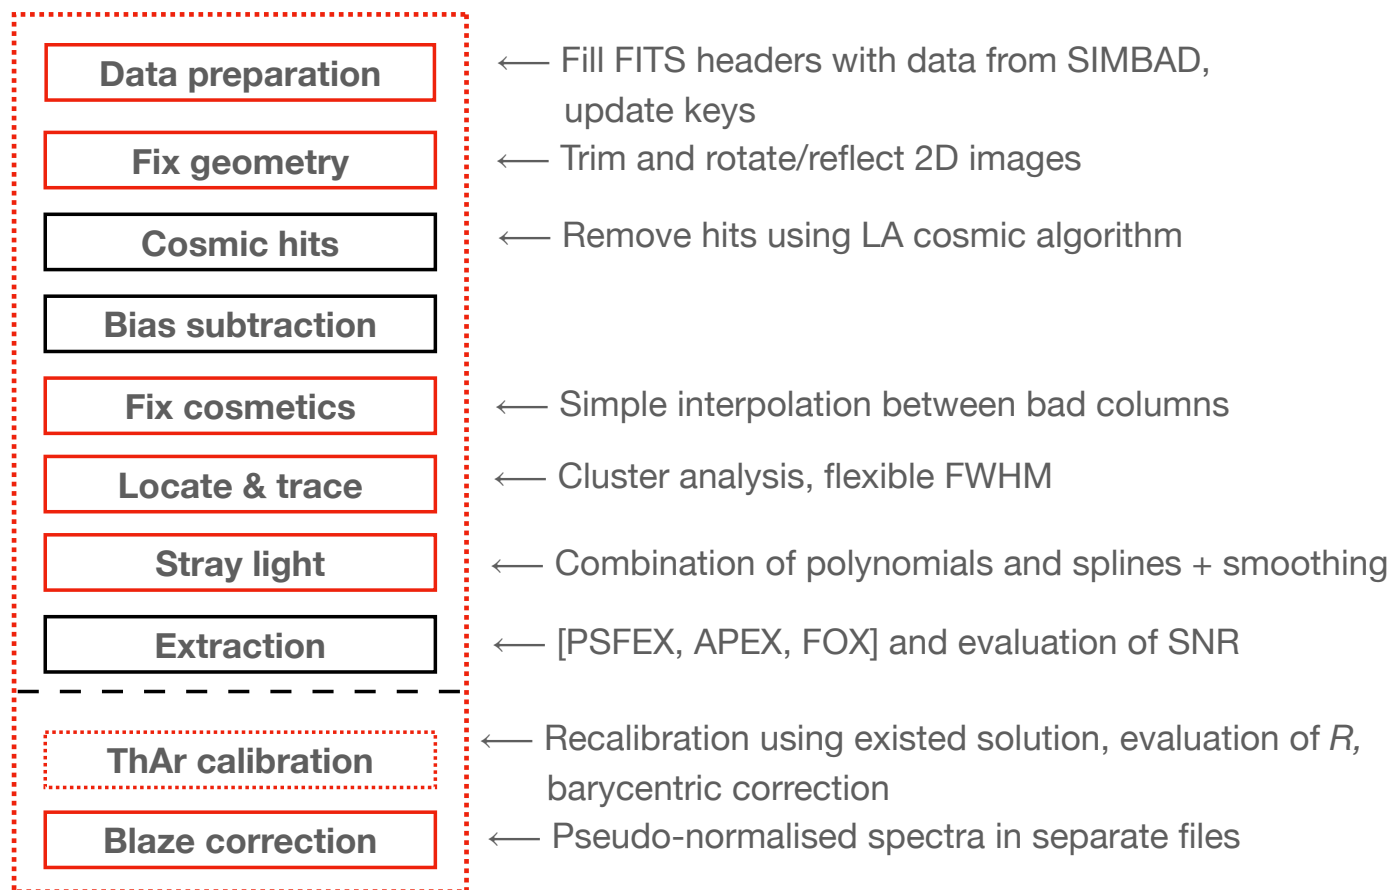 Data preparation
⟵ Fill FITS headers with data from SIMBAD,
update keys
Fix geometry
⟵ Trim and rotate/reflect 2D images
Cosmic hits
⟵ Remove hits using LA cosmic algorithm
Bias subtraction
Fix cosmetics
⟵ Simple interpolation between bad columns
Locate & trace
⟵ Cluster analysis, flexible FWHM
Stray light
⟵ Combination of polynomials and splines + smoothing
Extraction
⟵ [PSFEX, APEX, FOX] and evaluation of SNR
ThAr calibration
⟵ Recalibration using existed solution, evaluation of R,
barycentric correction
Blaze correction
⟵ Pseudo-normalised spectra in separate files